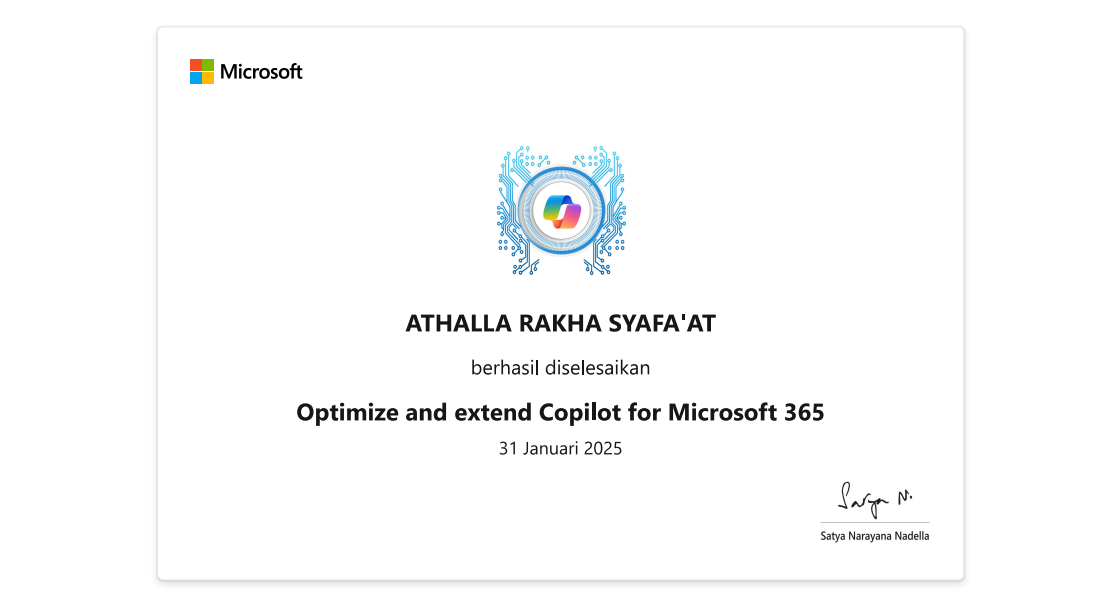 Microsoft
ATHALLA RAKHA SYAFA'AT
berhasil diselesaikan
Optimize and extend Copilot for Microsoft 365
31 Januari 2025
Satya N.
Satya Narayana Nadella